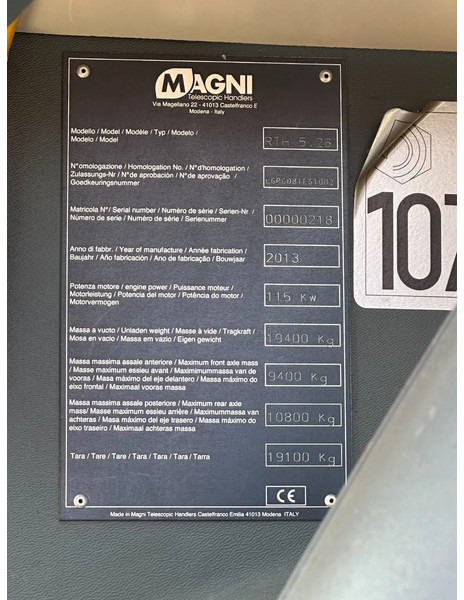 MAGNI
Telescopic Handlers
Via Magellano 22 - 41013 Castelfranco E
Modena - Italy
Modello / Model / Modèle / Typ / Modelo /
Modelo / Model
RTH 5.26
N°omologazione / Homologation No. / N°d'homologation /
Zulassungs-Nr / N° de aprobación / N° de aprovação /
Goedkeuringsnummer
Matricola N°/ Serial number / Numéro de série / Serien-Nr /
Número de serie / Número de série / Serienummer
00000218
Anno di fabbr. / Year of manufacture / Année fabrication /
Baujahr / Año fabricación / Ano de fabricação / Bouwjaar
2013
Potenza motore / engine power / Puissance moteur /
Motorleistung / Potencia del motor / Potência do motor /
Motorvermogen
115 Kw
Massa a vuoto / Unladen weight / Masse à vide / Tragkraft /
Mosa en vacio / Massa em vazio / Eigen gewicht
19400 Kg
Massa massima assale anteriore / Maximum front axle mass
/ Masse maximum essieu avant / Maximimummassa van de
vooras / Masa máximo del eje delantero / Massa máximo do
eixo frontal / Maximaal vooras massa
9400 Kg
Massa massima assale posteriore / Maximum rear axle
mass/ Masse maximum essieu arrière / Maximummassa van
achteras / Masa máximo del eje trasero / Massa máximo do
eixo traseiro / Maximaal achteras massa
10800 Kg
Tara / Tare / Tare / Tara / Tara / Tara / Tarra
19100 Kg
CE
Made in Magni Telescopic Handlers Castelfranco Emilia 41013 Modena ITALY
107